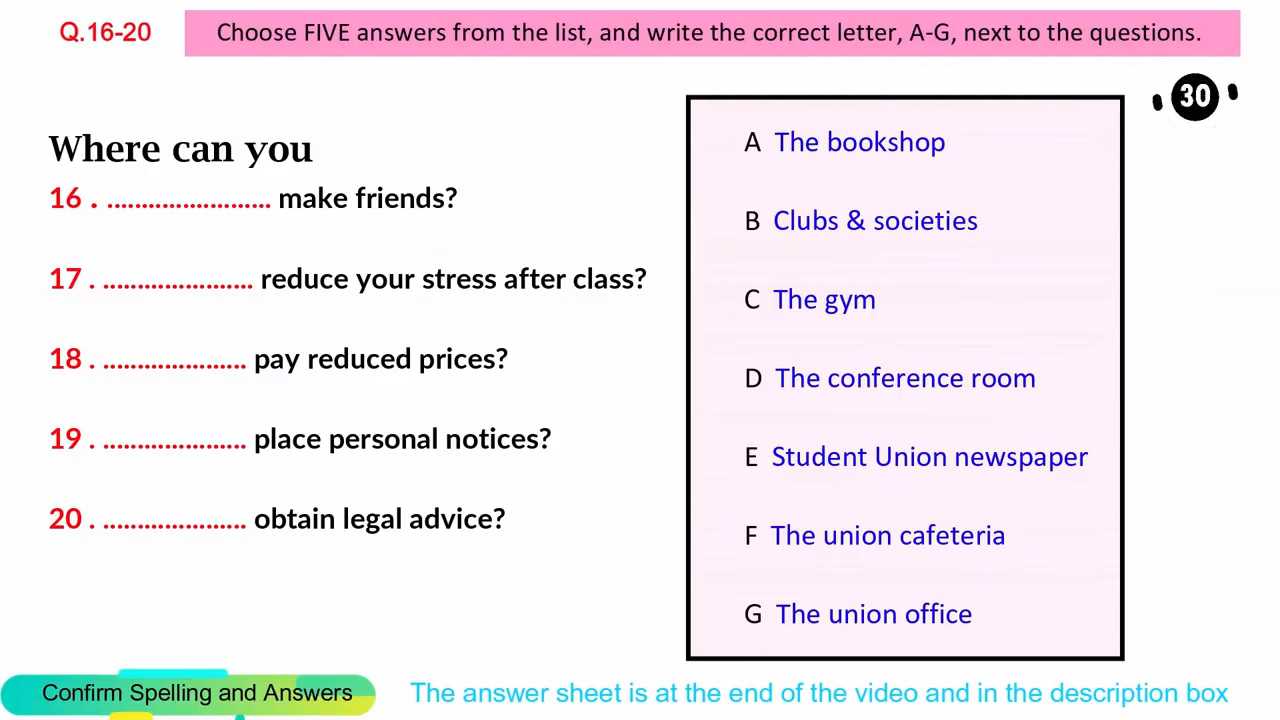 Q.16-20
Choose FIVE answers from the list, and write the correct letter, A-G, next to the questions.
30
Where can you
16 . ........................ make friends?
17 . ...................... reduce your stress after class?
18 . ..................... pay reduced prices?
19 . ..................... place personal notices?
20 . ..................... obtain legal advice?
A The bookshop
B Clubs & societies
C The gym
D The conference room
E Student Union newspaper
F The union cafeteria
G The union office
Confirm Spelling and Answers
The answer sheet is at the end of the video and in the description box